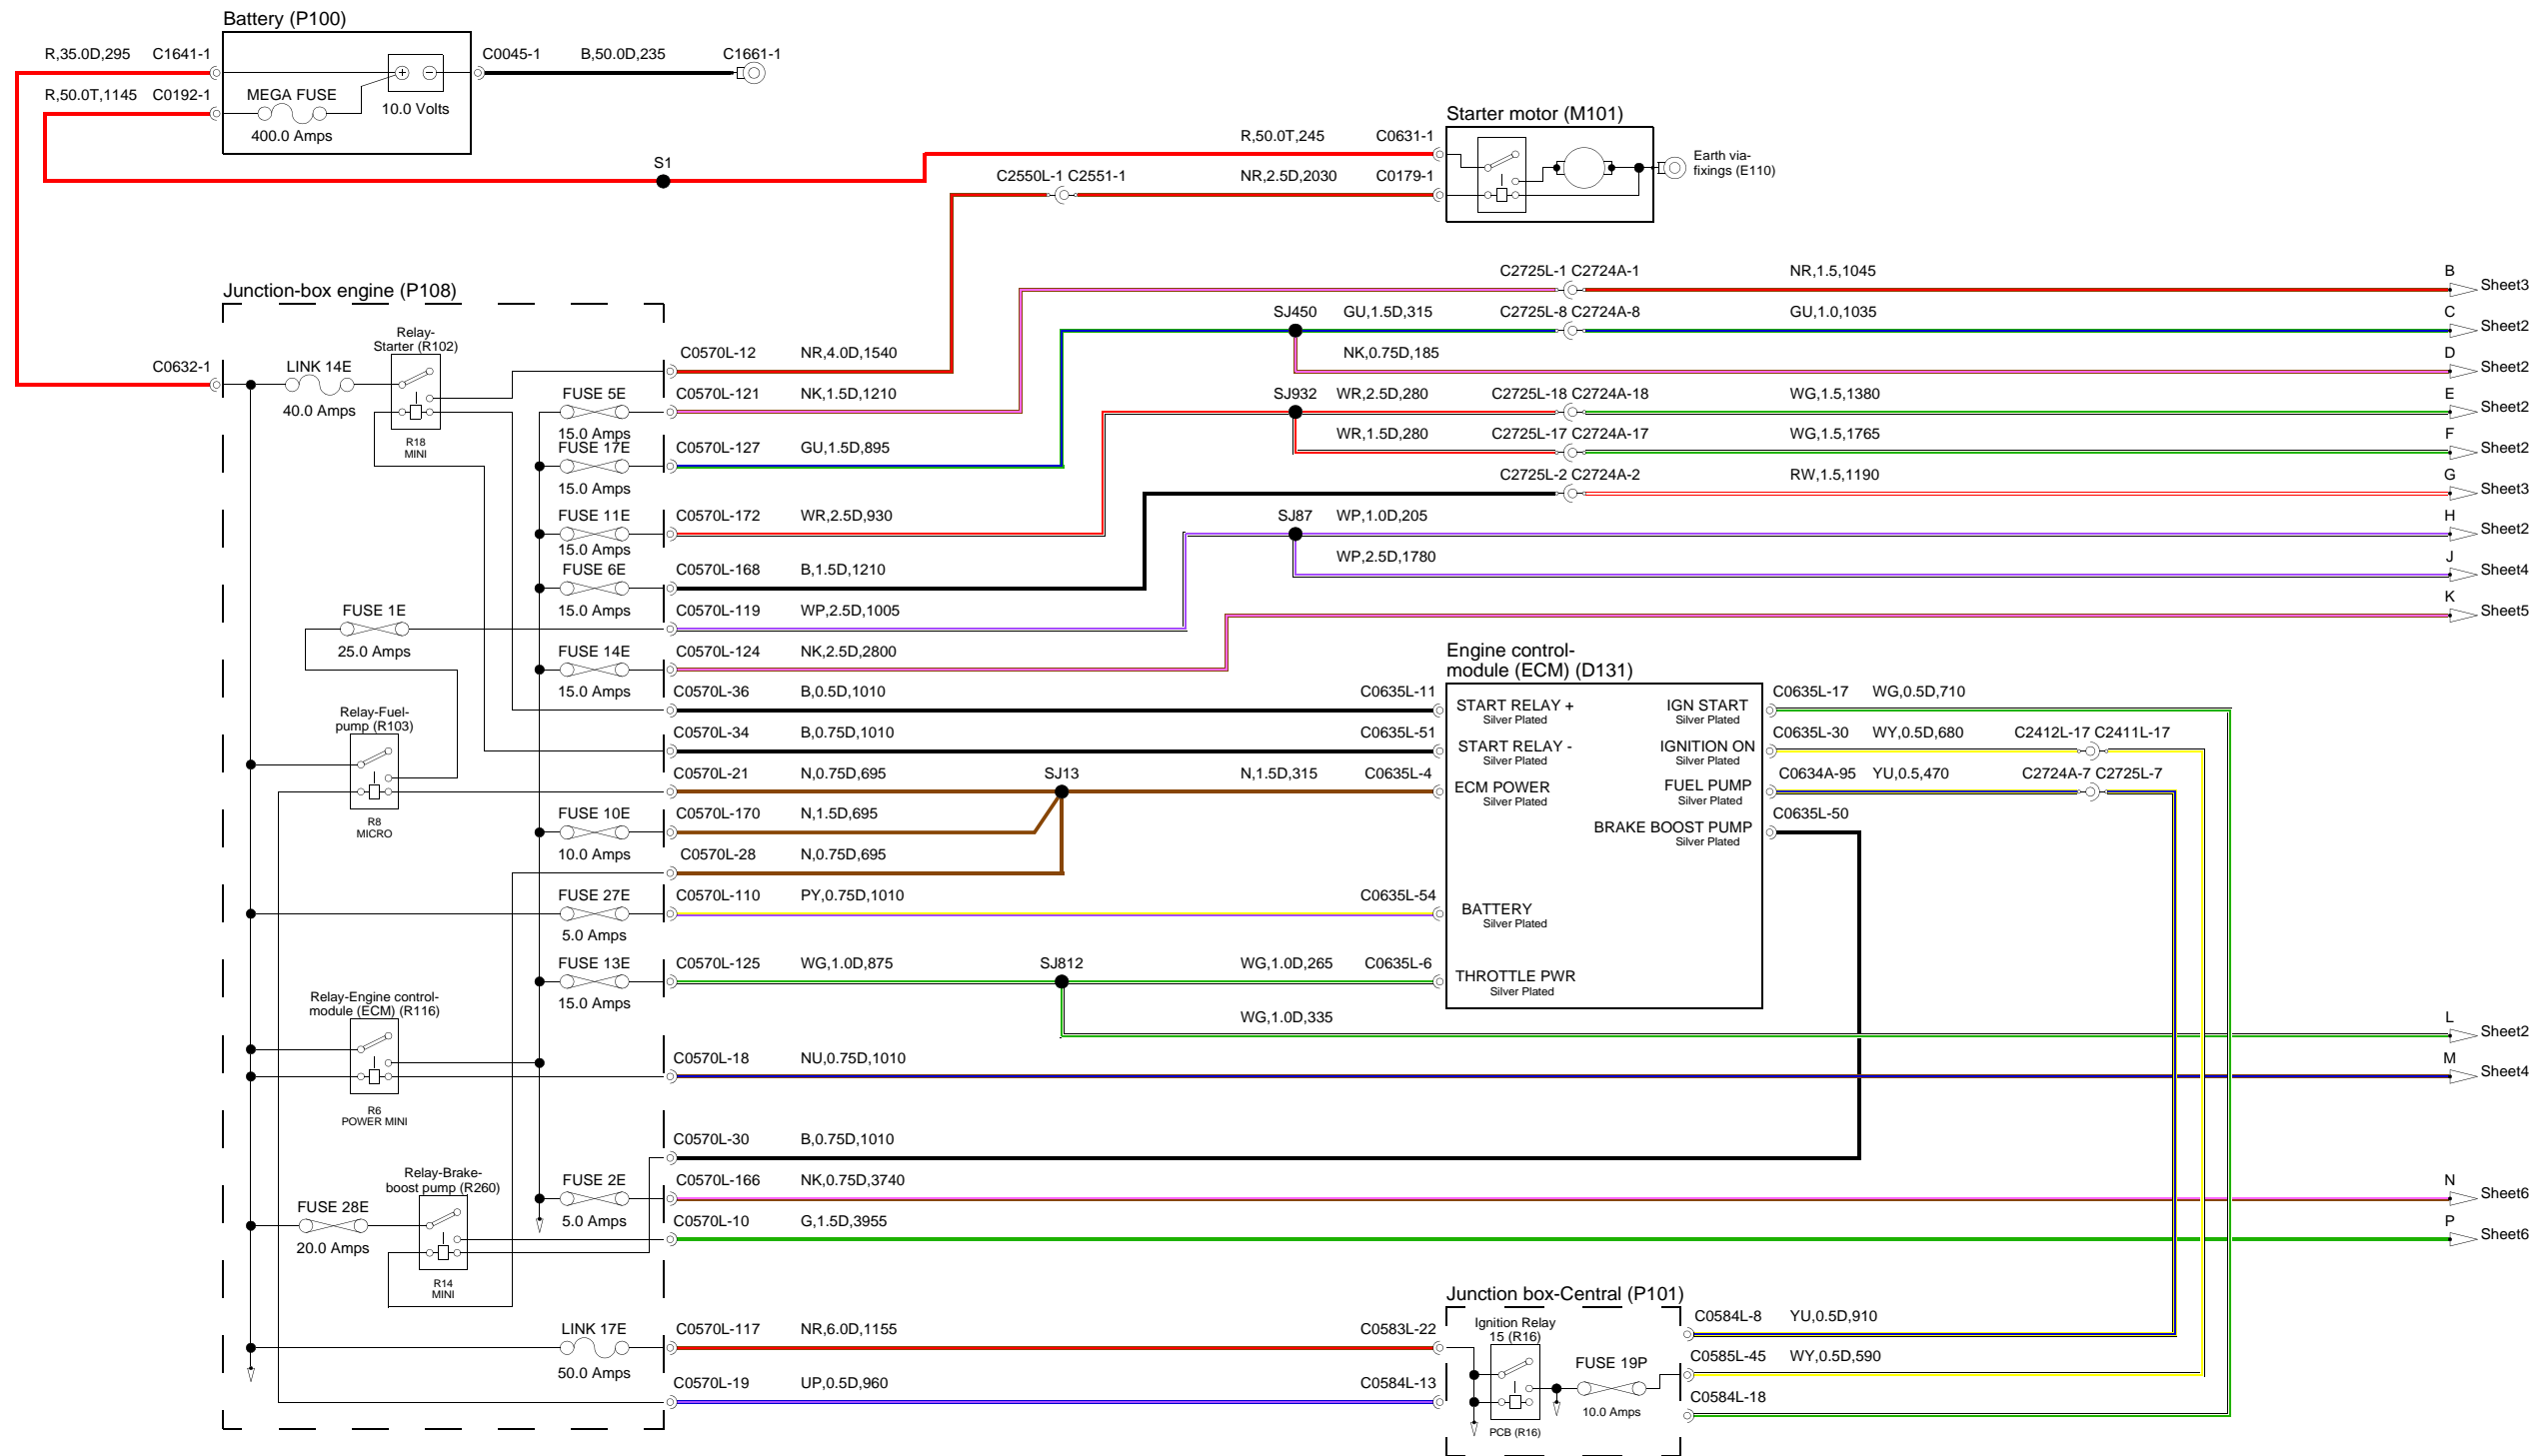 Battery (P100)
R,35.0D,295 C1641-1
C0045-1 B,50.0D,235 C1661-1
R,50.0T,1145 C0192-1
MEGA FUSE
400.0 Amps
10.0 Volts
S1
Starter motor (M101)
R,50.0T,245 C0631-1
C2550L-1 C2551-1 NR,2.5D,2030 C0179-1
Earth via-
fixings (E110)
Junction-box engine (P108)
C2725L-1 C2724A-1 NR,1.5,1045 B Sheet3
SJ450 GU,1.5D,315 C2725L-8 C2724A-8 GU,1.0,1035 C Sheet2
NK,0.75D,185 D Sheet2
SJ932 WR,2.5D,280 C2725L-18 C2724A-18 WG,1.5,1380 E Sheet2
WR,1.5D,280 C2725L-17 C2724A-17 WG,1.5,1765 F Sheet2
C2725L-2 C2724A-2 RW,1.5,1190 G Sheet3
SJ87 WP,1.0D,205 H Sheet2
WP,2.5D,1780 J Sheet4
K Sheet5
Relay-
Starter (R102)
C0632-1 LINK 14E
40.0 Amps
R18
MINI
C0570L-12 NR,4.0D,1540
FUSE 5E C0570L-121 NK,1.5D,1210
15.0 Amps
FUSE 17E C0570L-127 GU,1.5D,895
15.0 Amps
FUSE 11E C0570L-172 WR,2.5D,930
15.0 Amps
FUSE 6E C0570L-168 B,1.5D,1210
15.0 Amps
FUSE 1E C0570L-119 WP,2.5D,1005
25.0 Amps
FUSE 14E C0570L-124 NK,2.5D,2800
15.0 Amps
Relay-Fuel-
pump (R103)
R8
MICRO
C0570L-36 B,0.5D,1010 C0635L-11
C0570L-34 B,0.75D,1010 C0635L-51
C0570L-21 N,0.75D,695 SJ13 N,1.5D,315 C0635L-4
FUSE 10E C0570L-170 N,1.5D,695
10.0 Amps
C0570L-28 N,0.75D,695
FUSE 27E C0570L-110 PY,0.75D,1010 C0635L-54
5.0 Amps
FUSE 13E C0570L-125 WG,1.0D,875 SJ812 WG,1.0D,265 C0635L-6
15.0 Amps
WG,1.0D,335 L Sheet2
Engine control-
module (ECM) (D131)
START RELAY +
Silver Plated
START RELAY -
Silver Plated
ECM POWER
Silver Plated
BATTERY
Silver Plated
THROTTLE PWR
Silver Plated
IGN START
Silver Plated
IGNITION ON
Silver Plated
FUEL PUMP
Silver Plated
BRAKE BOOST PUMP
Silver Plated
C0635L-17 WG,0.5D,710
C0635L-30 WY,0.5D,680 C2412L-17 C2411L-17
C0634A-95 YU,0.5,470 C2724A-7 C2725L-7
C0635L-50
Relay-Engine control-
module (ECM) (R116)
R6
POWER MINI
C0570L-18 NU,0.75D,1010 M Sheet4
C0570L-30 B,0.75D,1010
Relay-Brake-
boost pump (R260)
FUSE 28E
20.0 Amps
R14
MINI
FUSE 2E C0570L-166 NK,0.75D,3740 N Sheet6
5.0 Amps
C0570L-10 G,1.5D,3955 P Sheet6
LINK 17E C0570L-117 NR,6.0D,1155 C0583L-22
50.0 Amps
C0570L-19 UP,0.5D,960 C0584L-13
Junction box-Central (P101)
Ignition Relay
15 (R16)
PCB (R16)
FUSE 19P
10.0 Amps
C0584L-8 YU,0.5D,910
C0585L-45 WY,0.5D,590
C0584L-18